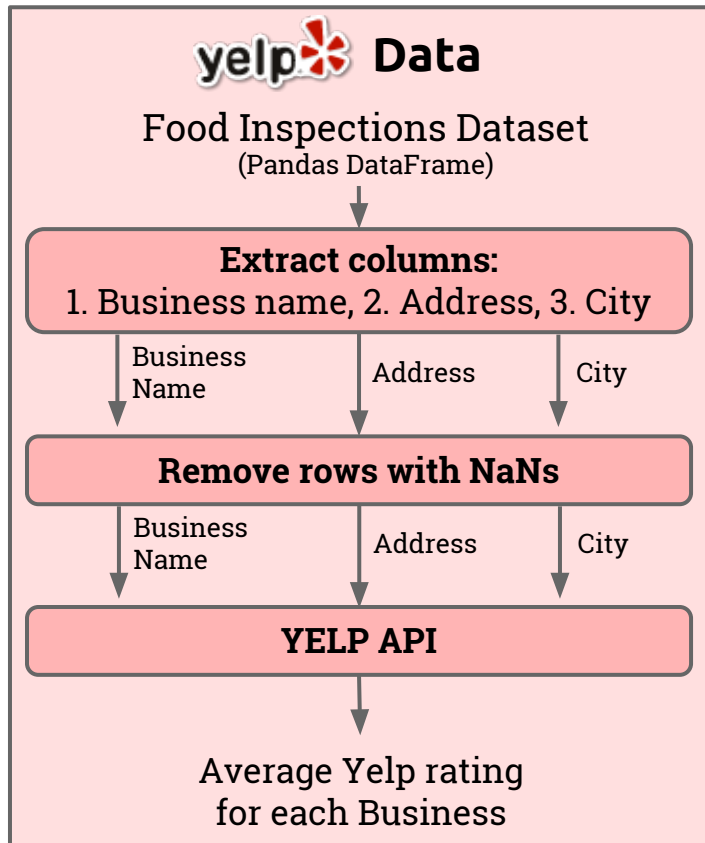 yelp Data
Food Inspections Dataset
(Pandas DataFrame)
Extract columns:
1. Business name, 2. Address, 3. City
Business
Name
Address
City
Remove rows with NaNs
Business
Name
Address
City
YELP API
Average Yelp rating
for each Business